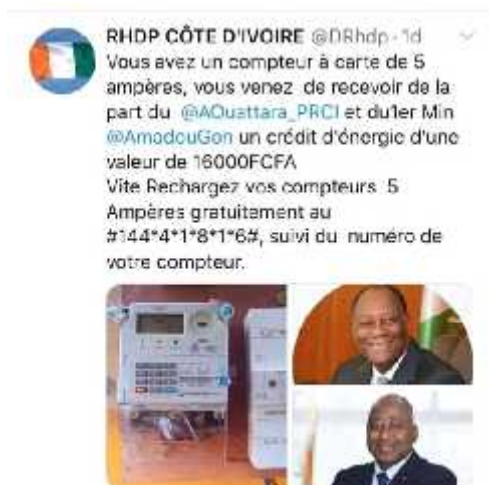 RHDP CÔTE D'IVOIRE @DRhdp · 1d
Vous avez un compteur à carte de 5
ampères, vous venez de recevoir de la
part du @AOuattara_PRCI et du1er Min
@AmadouGon un crédit d'énergie d'une
valeur de 16000FCFA
Vite Rechargez vos compteurs 5
Ampères gratuitement au
#144*4*1*8*1*6#, suivi du numéro de
votre compteur.